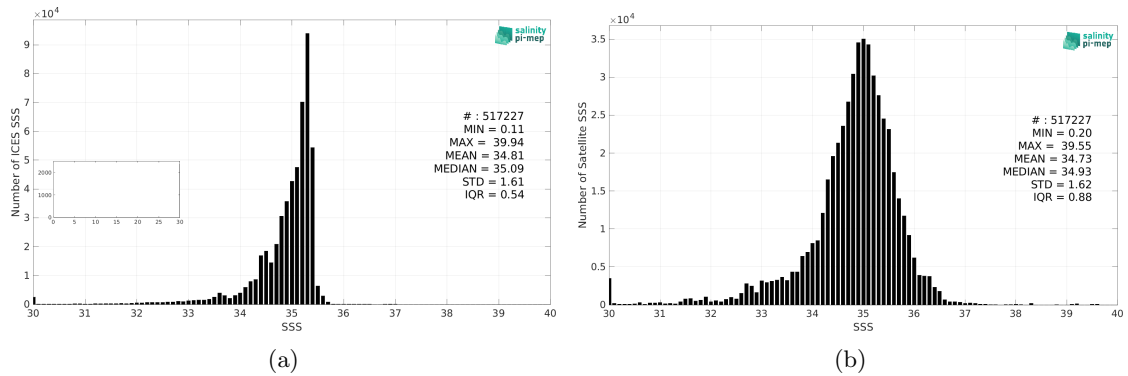 ×10⁴
9
8
7
6
5
4
3
2
1
0
Number of ICES SSS
2000
1000
0
0 5 10 15 20 25 30
salinity
pi-mep
# : 517227
MIN = 0.11
MAX = 39.94
MEAN = 34.81
MEDIAN = 35.09
STD = 1.61
IQR = 0.54
30 31 32 33 34 35 36 37 38 39 40
SSS
(a)
×10⁴
3.5
3
2.5
2
1.5
1
0.5
0
Number of Satellite SSS
salinity
pi-mep
# : 517227
MIN = 0.20
MAX = 39.55
MEAN = 34.73
MEDIAN = 34.93
STD = 1.62
IQR = 0.88
30 31 32 33 34 35 36 37 38 39 40
SSS
(b)